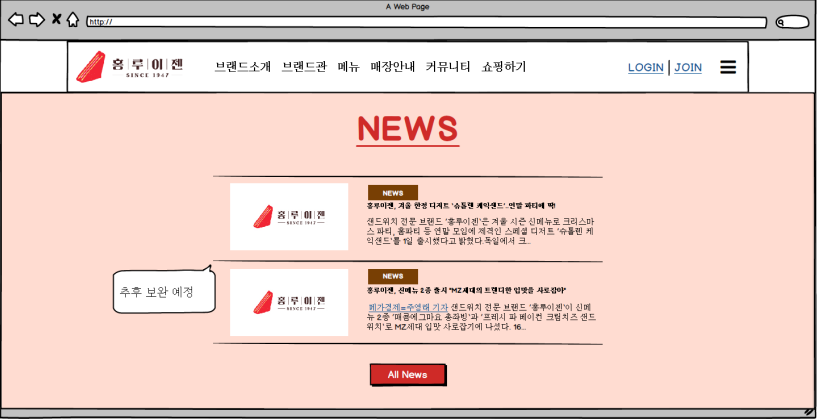 A Web Page
http://
홍루이젠
SINCE 1947
브랜드소개 브랜드관 메뉴 매장안내 커뮤니티 쇼핑하기
LOGIN | JOIN
NEWS
홍루이젠
SINCE 1947
NEWS
홍루이젠, 겨울 한정 디저트 '슈톨렌 케익샌드'..연말 파티에 딱!
샌드위치 전문 브랜드 '홍루이젠'은 겨울 시즌 신메뉴로 크리스마
스 파티, 홈파티 등 연말 모임에 제격인 스페셜 디저트 '슈톨렌 케
익샌드'를 1일 출시했다고 밝혔다.독일에서 크...
추후 보완 예정
홍루이젠
SINCE 1947
NEWS
홍루이젠, 신메뉴 2종 출시 "MZ세대의 트렌디한 입맛을 사로잡아"
메가경제=주영래 기자 샌드위치 전문 브랜드 '홍루이젠'이 신메
뉴 2종 '매콤에그마요 홍좌빙'과 '프레시 파 베이컨 크림치즈 샌드
위치'로 MZ세대 입맛 사로잡기에 나섰다. 16...
All News